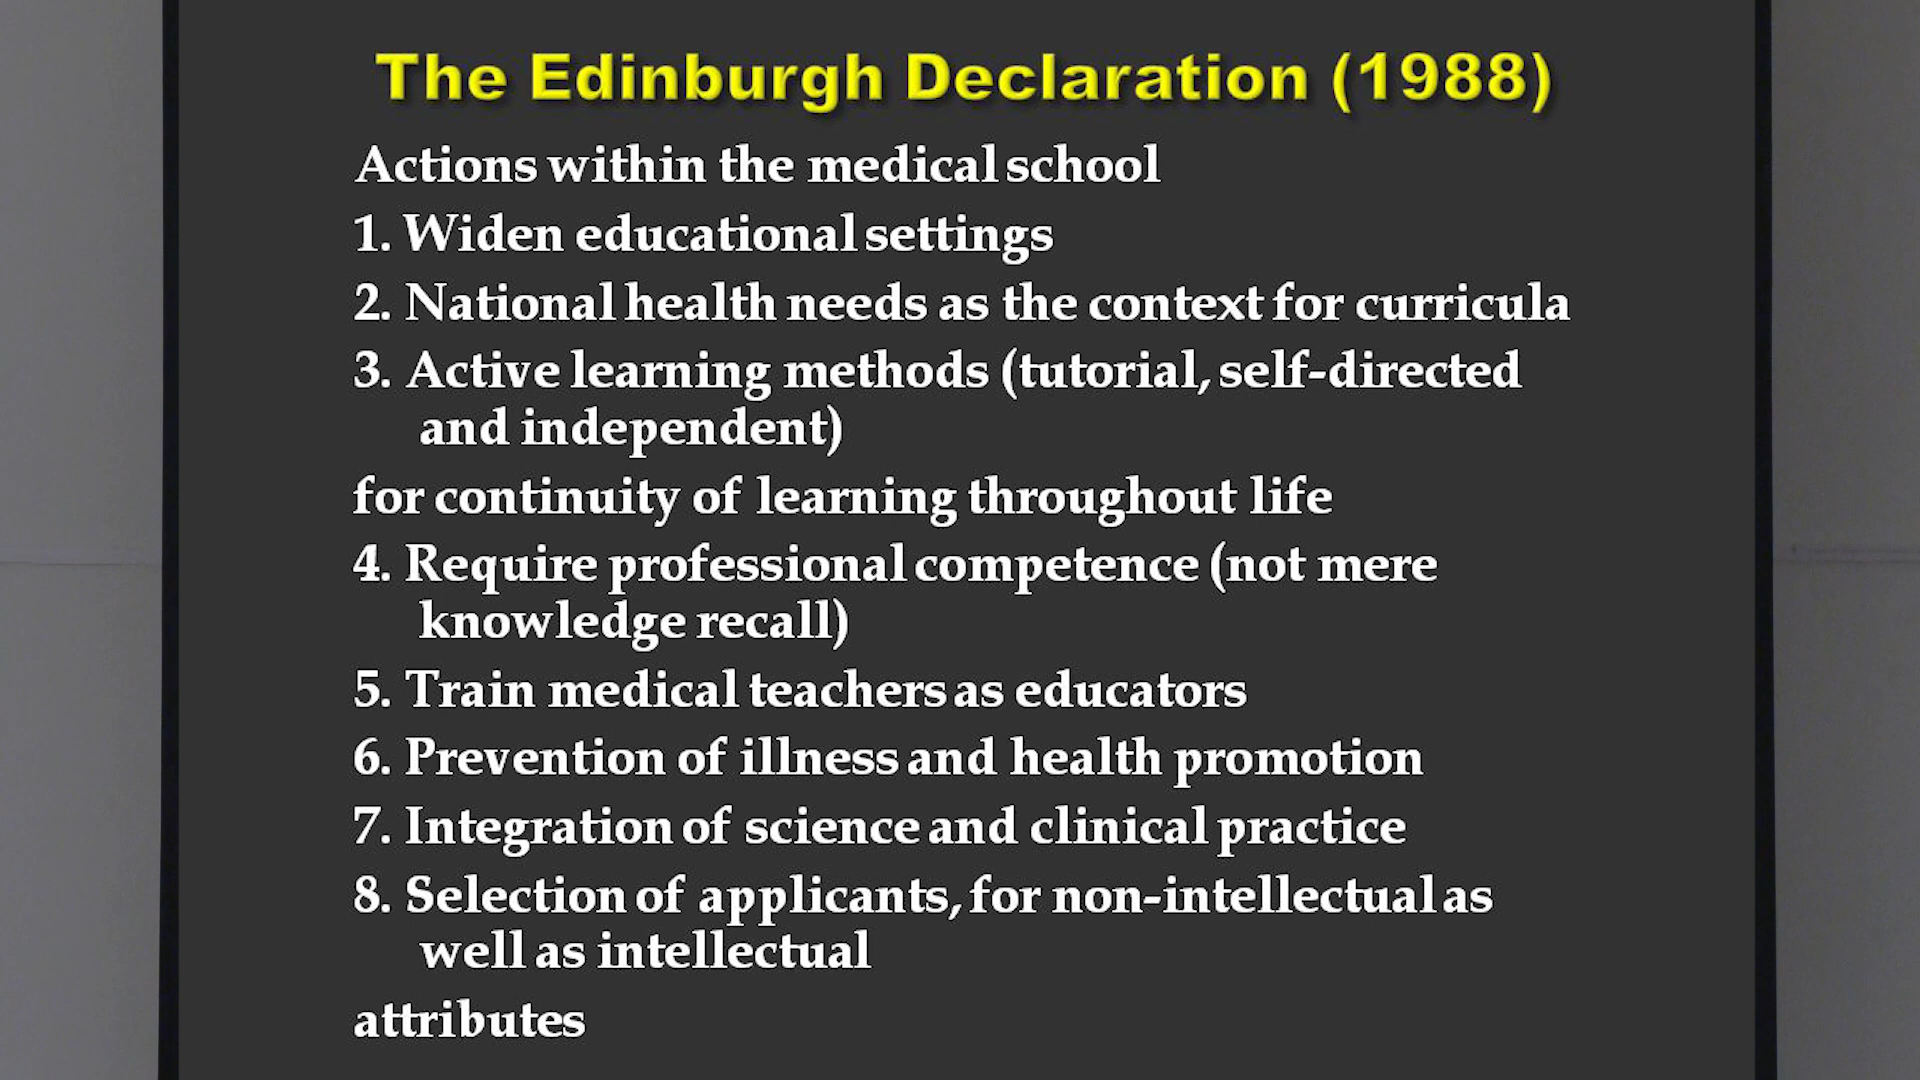 The Edinburgh Declaration (1988)
Actions within the medical school
1. Widen educational settings
2. National health needs as the context for curricula
3. Active learning methods (tutorial, self-directed
and independent)
for continuity of learning throughout life
4. Require professional competence (not mere
knowledge recall)
5. Train medical teachers as educators
6. Prevention of illness and health promotion
7. Integration of science and clinical practice
8. Selection of applicants, for non-intellectual as
well as intellectual
attributes